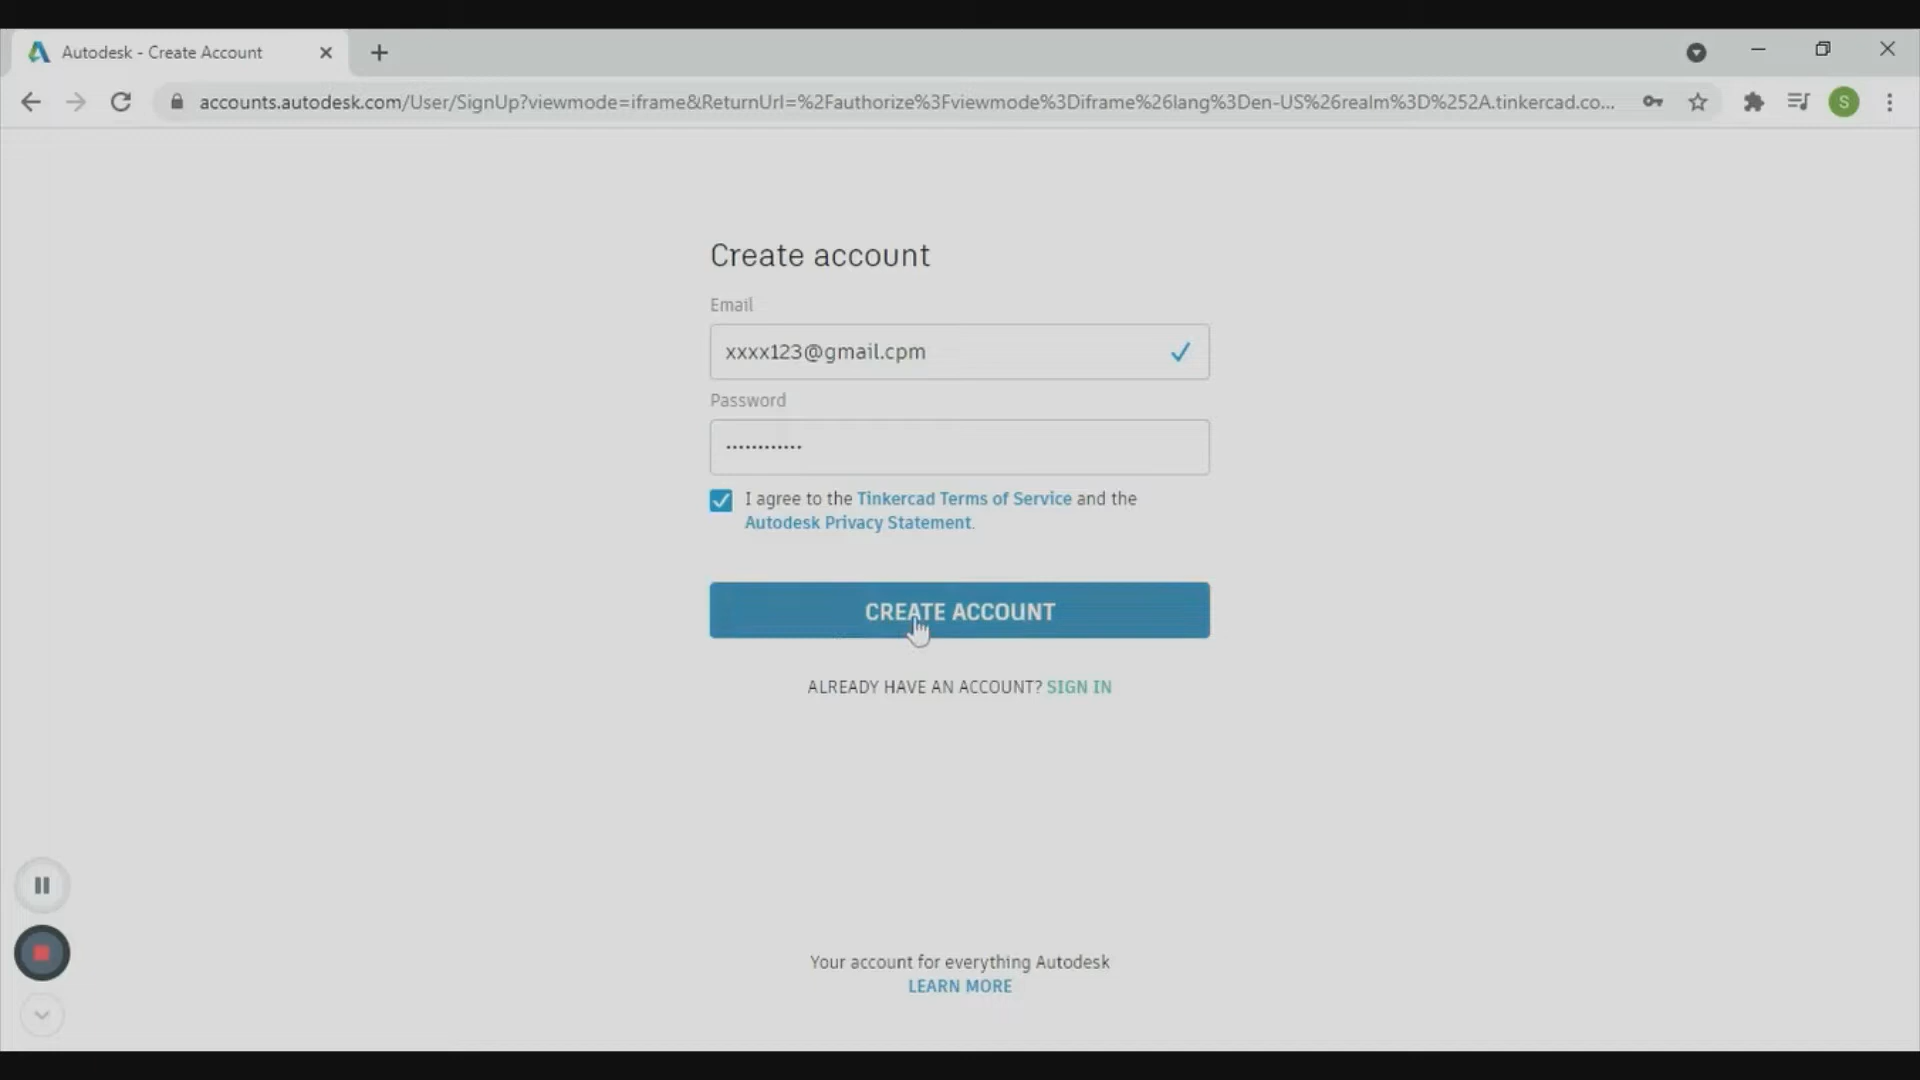 Autodesk - Create Account
accounts.autodesk.com/User/SignUp?viewmode=iframe&ReturnUrl=%2Fauthorize%3Fviewmode%3Diframe%26lang%3Den-US%26realm%3D%252A.tinkercad.co...
S
Create account
Email
xxxx123@gmail.cpm
Password
I agree to the Tinkercad Terms of Service and the
Autodesk Privacy Statement.
CREATE ACCOUNT
ALREADY HAVE AN ACCOUNT? SIGN IN
Your account for everything Autodesk
LEARN MORE